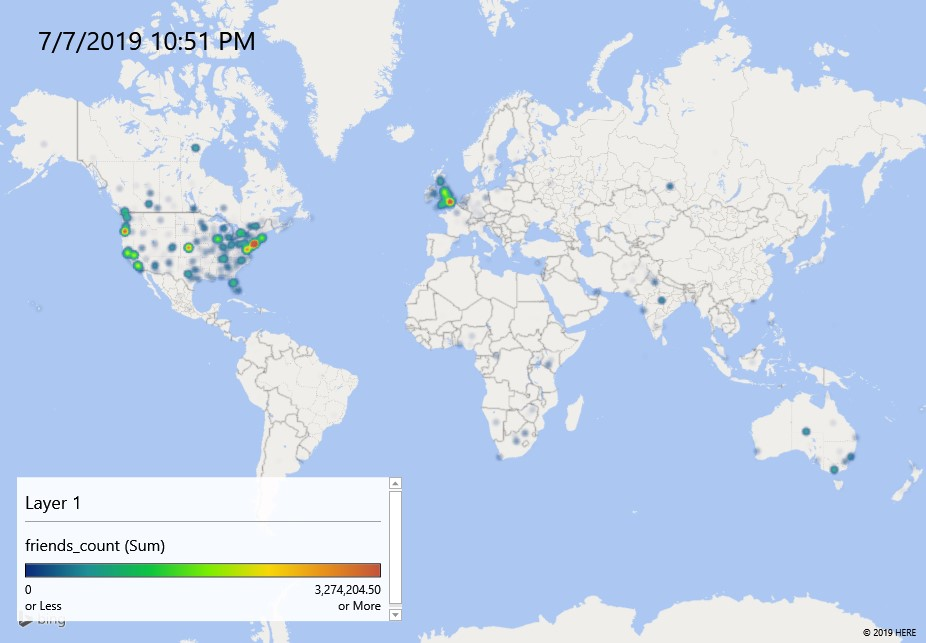 7/7/2019 10:51 PM
Layer 1
friends_count (Sum)
0 3,274,204.50
or Less or More
bing
© 2019 HERE